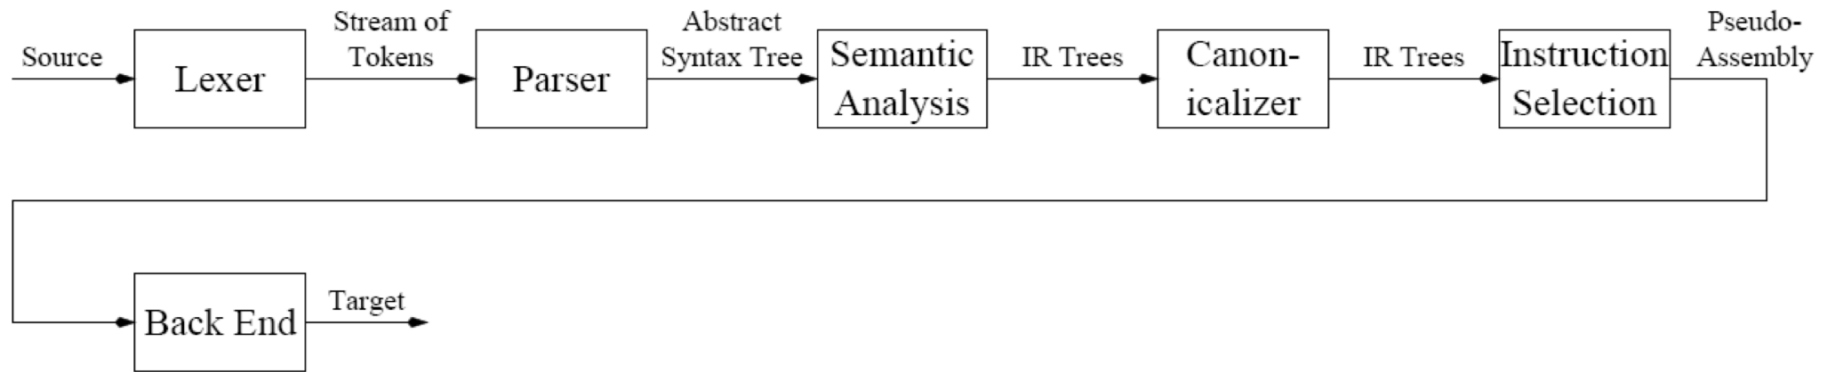 Source
Lexer
Stream of
Tokens
Parser
Abstract
Syntax Tree
Semantic
Analysis
IR Trees
Canon-
icalizer
IR Trees
Instruction
Selection
Pseudo-
Assembly
Back End
Target